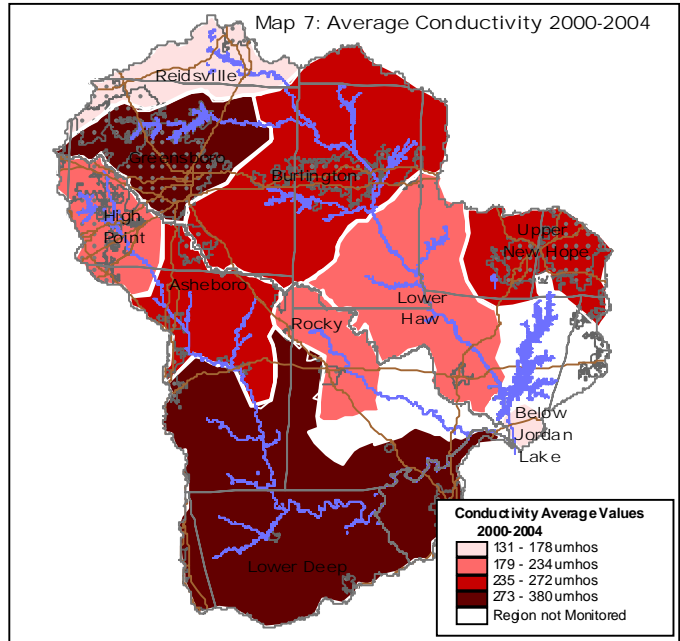 Map 7: Average Conductivity 2000-2004
Reidsville
Greensboro
Burlington
High
Point
Upper
New Hope
Asheboro
Lower
Haw
Rocky
Below
Jordan
Lake
Lower Deep
Conductivity Average Values
2000-2004
131 - 178 umhos
179 - 234 umhos
235 - 272 umhos
273 - 380 umhos
Region not Monitored